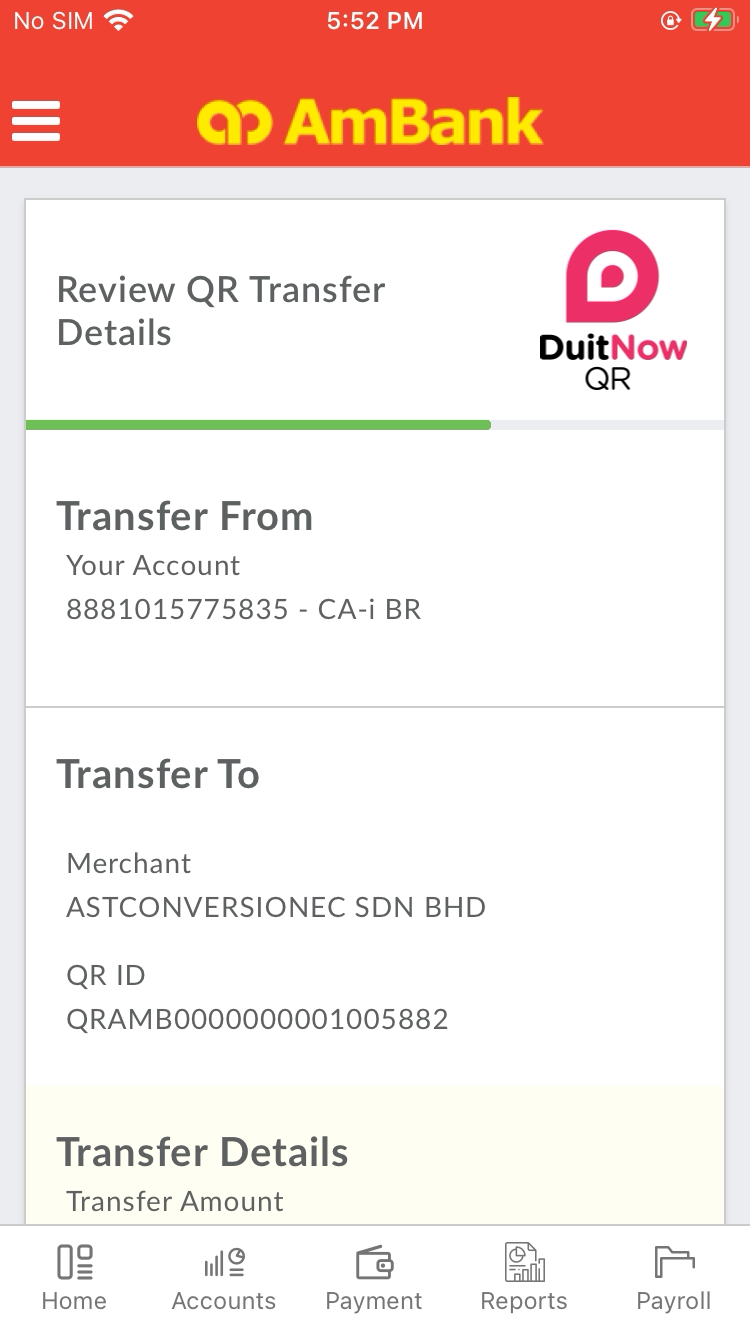 No SIM 5:52 PM
AmBank
Review QR Transfer
Details
DuitNow
QR
Transfer From
Your Account
8881015775835 - CA-i BR
Transfer To
Merchant
ASTCONVERSIONEC SDN BHD
QR ID
QRAMB0000000001005882
Transfer Details
Transfer Amount
Home Accounts Payment Reports Payroll